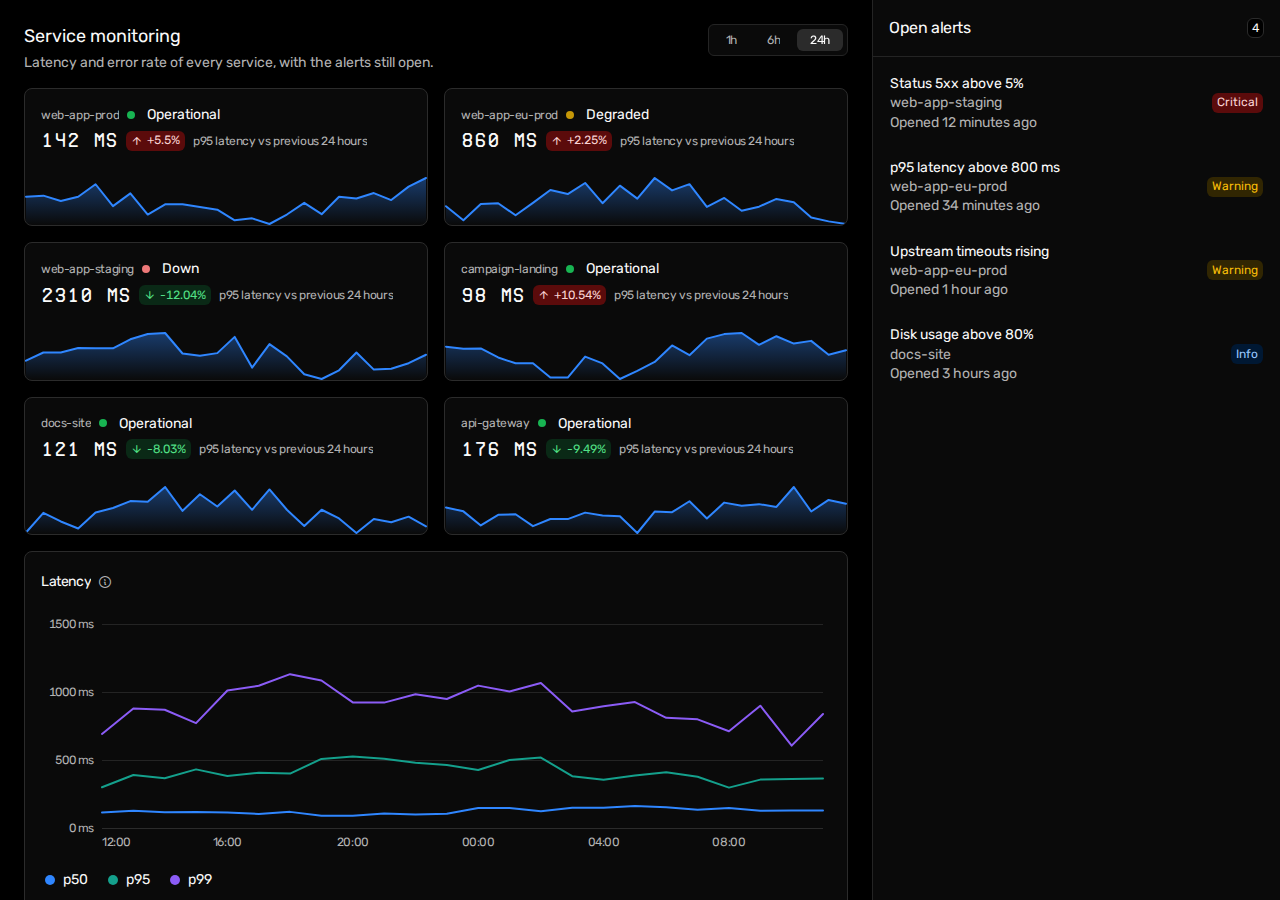 Service monitoring
Latency and error rate of every service, with the alerts still open.
1h 6h 24h
web-app-prod Operational
142 MS +5.5% p95 latency vs previous 24 hours
web-app-eu-prod Degraded
860 MS +2.25% p95 latency vs previous 24 hours
web-app-staging Down
2310 MS -12.04% p95 latency vs previous 24 hours
campaign-landing Operational
98 MS +10.54% p95 latency vs previous 24 hours
docs-site Operational
121 MS -8.03% p95 latency vs previous 24 hours
api-gateway Operational
176 MS -9.49% p95 latency vs previous 24 hours
Latency
1500 ms
1000 ms
500 ms
0 ms
12:00 16:00 20:00 00:00 04:00 08:00
p50 p95 p99
Open alerts 4
Status 5xx above 5%
web-app-staging Critical
Opened 12 minutes ago
p95 latency above 800 ms
web-app-eu-prod Warning
Opened 34 minutes ago
Upstream timeouts rising
web-app-eu-prod Warning
Opened 1 hour ago
Disk usage above 80%
docs-site Info
Opened 3 hours ago